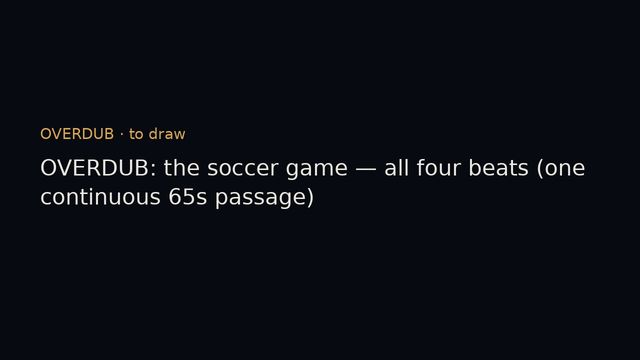 OVERDUB · to draw
OVERDUB: the soccer game — all four beats (one
continuous 65s passage)